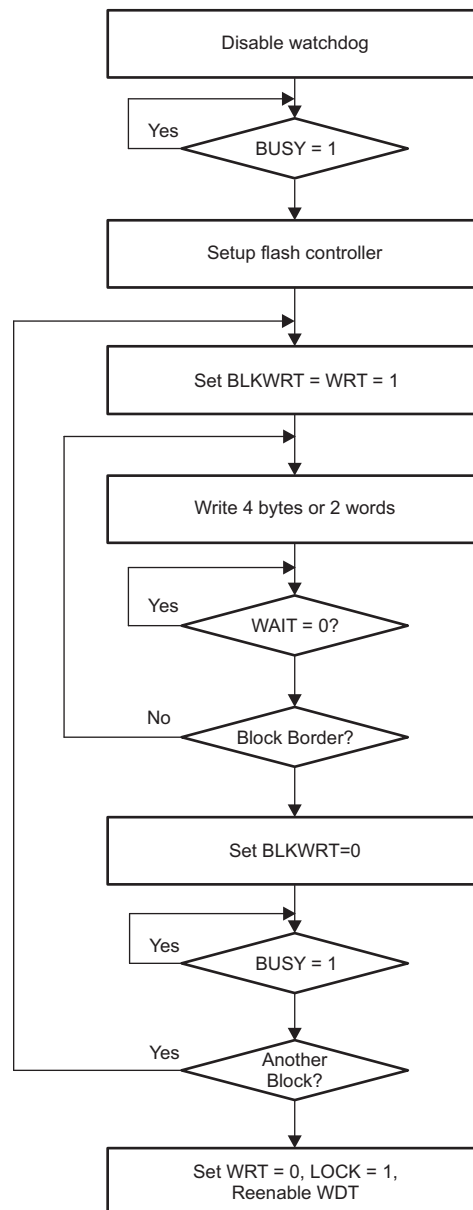 Disable watchdog
Yes
BUSY = 1
Setup flash controller
Set BLKWRT = WRT = 1
Write 4 bytes or 2 words
Yes
WAIT = 0?
No
Block Border?
Set BLKWRT=0
Yes
BUSY = 1
Yes
Another
Block?
Set WRT = 0, LOCK = 1,
Reenable WDT